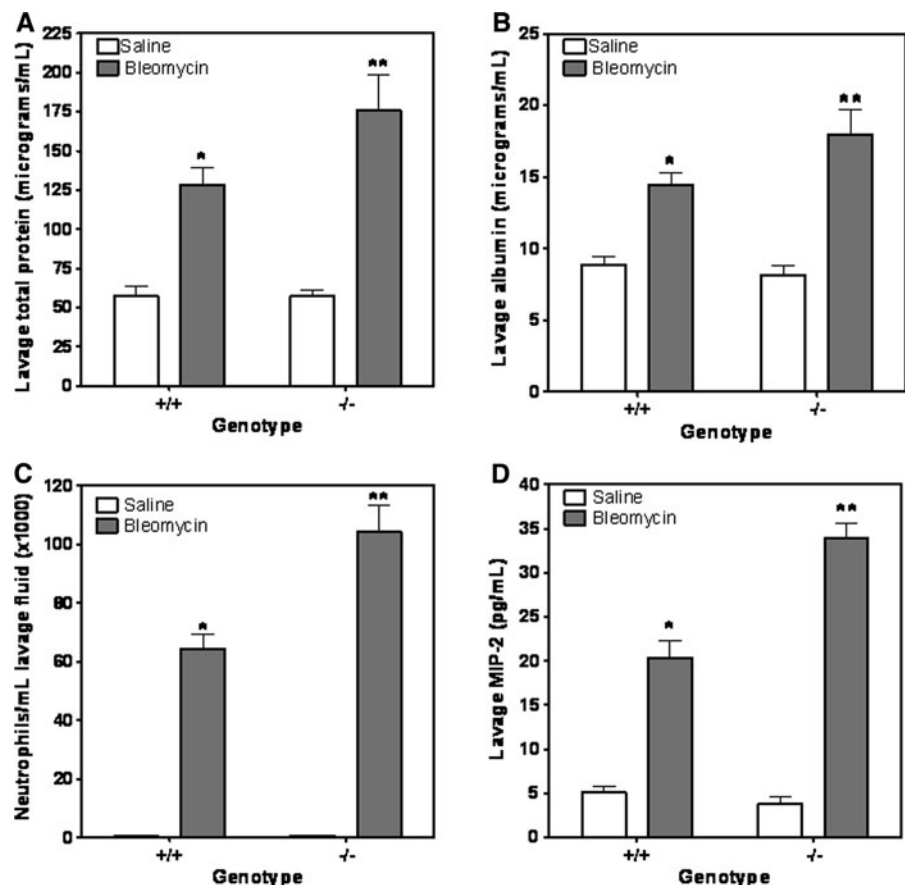 A
Lavage total protein (micrograms/mL)
225
200
175
150
125
100
75
50
25
0
Saline
Bleomycin
*
**
+/+
-/-
Genotype
B
Lavage albumin (micrograms/mL)
25
20
15
10
5
0
Saline
Bleomycin
*
**
+/+
-/-
Genotype
C
Neutrophils/mL lavage fluid (x1000)
120
100
80
60
40
20
0
Saline
Bleomycin
*
**
+/+
-/-
Genotype
D
Lavage MIP-2 (pg/mL)
40
35
30
25
20
15
10
5
0
Saline
Bleomycin
*
**
+/+
-/-
Genotype